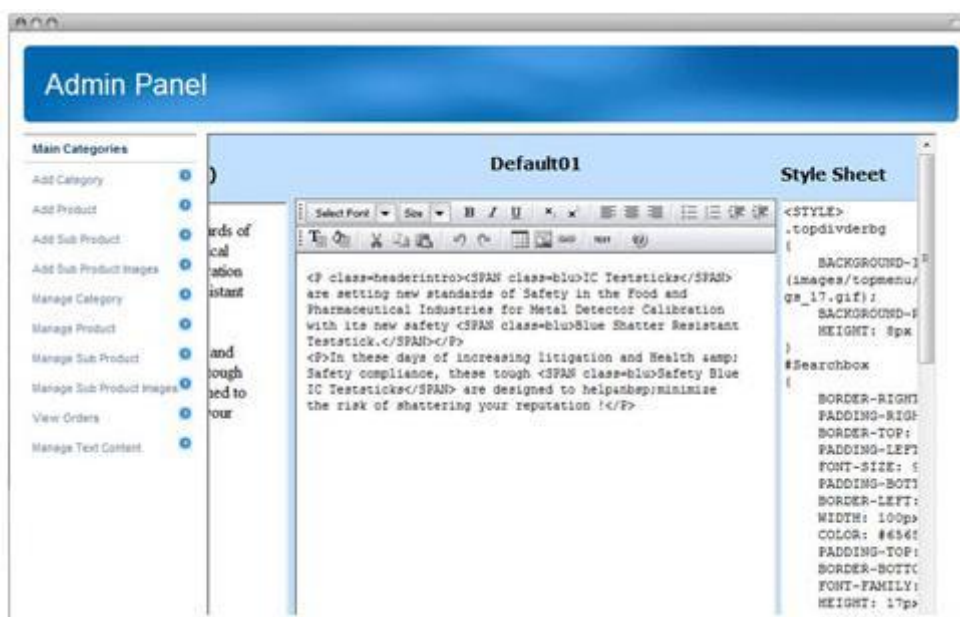 Admin Panel
Main Categories
Add Category
Add Product
Add Sub Product
Add Sub Product Images
Manage Category
Manage Product
Manage Sub Product
Manage Sub Product Images
View Orders
Manage Text Content
)
ards of
ical
ration
istant
and
tough
ned to
your
Default01
Select Font Size B I U
<P class=headerintro><SPAN class=blu>IC Teststicks</SPAN>
are setting new standards of Safety in the Food and
Pharmaceutical Industries for Metal Detector Calibration
with its new safety <SPAN class=blu>Blue Shatter Resistant
Teststick.</SPAN></P>
<P>In these days of increasing litigation and Health &amp;
Safety compliance, these tough <SPAN class=blu>Safety Blue
IC Teststicks</SPAN> are designed to help&nbsp;minimize
the risk of shattering your reputation !</P>
Style Sheet
<STYLE>
.topdivderbg
{
BACKGROUND-I
(images/topmenu/
gs_17.gif);
BACKGROUND-R
HEIGHT: 8px
}
#Searchbox
{
BORDER-RIGHT
PADDING-RIGH
BORDER-TOP:
PADDING-LEFT
FONT-SIZE: 9
PADDING-BOTT
BORDER-LEFT:
WIDTH: 100px
COLOR: #6565
PADDING-TOP:
BORDER-BOTTO
FONT-FAMILY:
HEIGHT: 17px